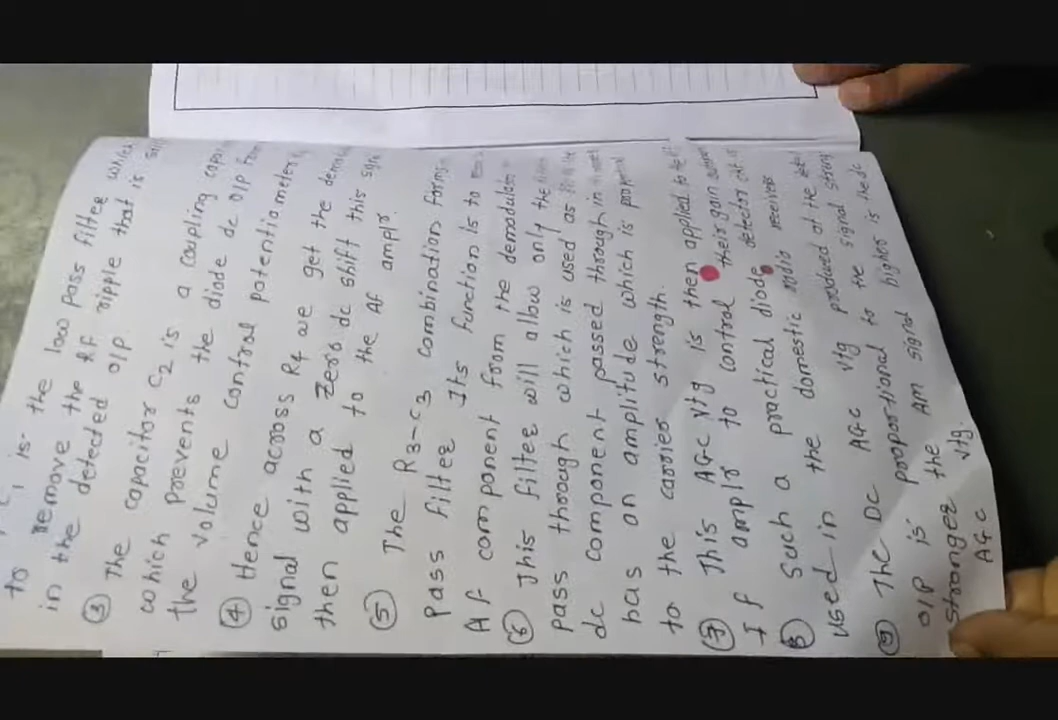 to C1 is the low pass filter which
in remove the RF ripple that is
in the detected O/P
③ The capacitor C2 is a coupling
which prevents the diode dc O/P
the volume control potentiometer
④ Hence across R4 we get the
signal with a zero dc shift this
then applied to the AF amplr.
⑤ The R3-C3 combination forms
Pass filter Its function is to
AF component from the demodulated
⑥ This filter will allow only the
pass through which is used as
dc component passed through
has an amplitude which is
to the carrier strength.
⑦ This AGC vtg is then applied to
IF amplr to control their gain
⑧ Such a practical diode detector
used in the domestic radio receiver
⑨ The DC AGC vtg produced at the
O/P is proportional to the signal
stronger the AM signal higher is the dc
AGC vtg.